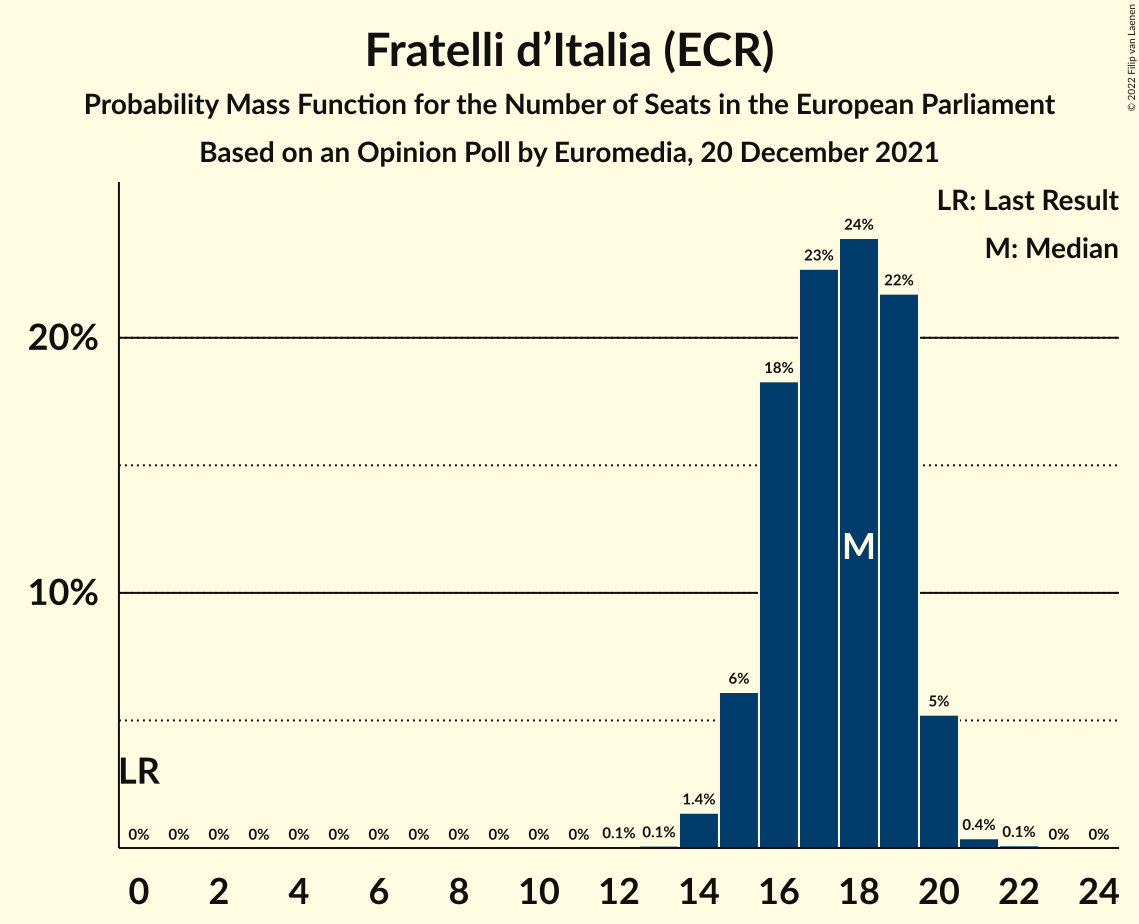 Fratelli d’Italia (ECR)
Probability Mass Function for the Number of Seats in the European Parliament
Based on an Opinion Poll by Euromedia, 20 December 2021
© 2022 Filip van Laenen
LR: Last Result
M: Median
24%
23%
22%
20%
18%
M
10%
6%
5%
LR
1.4%
0% 0% 0% 0% 0% 0% 0% 0% 0% 0% 0% 0% 0.1% 0.1% 0.4% 0.1% 0% 0%
0 2 4 6 8 10 12 14 16 18 20 22 24